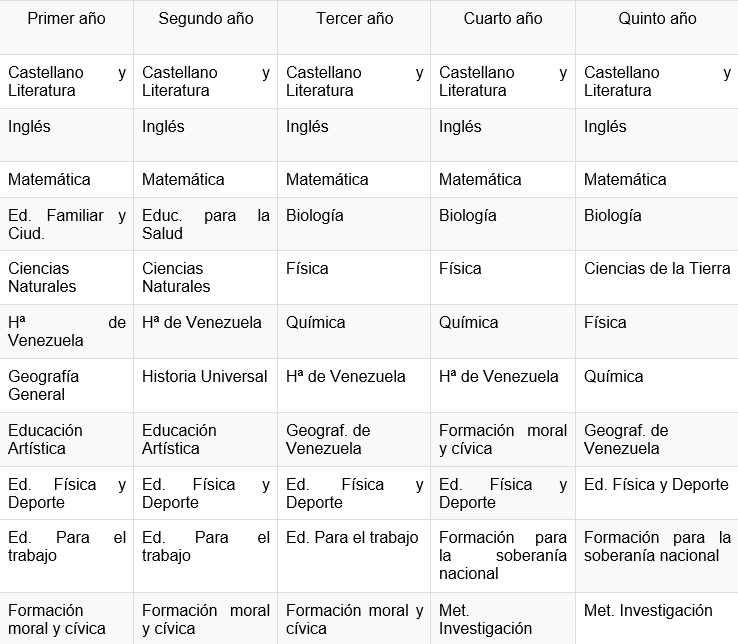 Primer año Segundo año Tercer año Cuarto año Quinto año
Castellano y Castellano y Castellano y Castellano y Castellano y
Literatura Literatura Literatura Literatura Literatura
Inglés Inglés Inglés Inglés Inglés
Matemática Matemática Matemática Matemática Matemática
Ed. Familiar y Educ. para la Biología Biología Biología
Ciud. Salud
Ciencias Ciencias Física Física Ciencias de la Tierra
Naturales Naturales
Hª de Hª de Venezuela Química Química Física
Venezuela
Geografía Historia Universal Hª de Venezuela Hª de Venezuela Química
General
Educación Educación Geograf. de Formación moral Geograf. de
Artística Artística Venezuela y cívica Venezuela
Ed. Física y Ed. Física y Ed. Física y Ed. Física y Ed. Física y Deporte
Deporte Deporte Deporte Deporte
Ed. Para el Ed. Para el Ed. Para el trabajo Formación para Formación para la
trabajo trabajo la soberanía soberanía nacional
nacional
Formación Formación moral Formación moral y Met. Met. Investigación
moral y cívica y cívica cívica Investigación